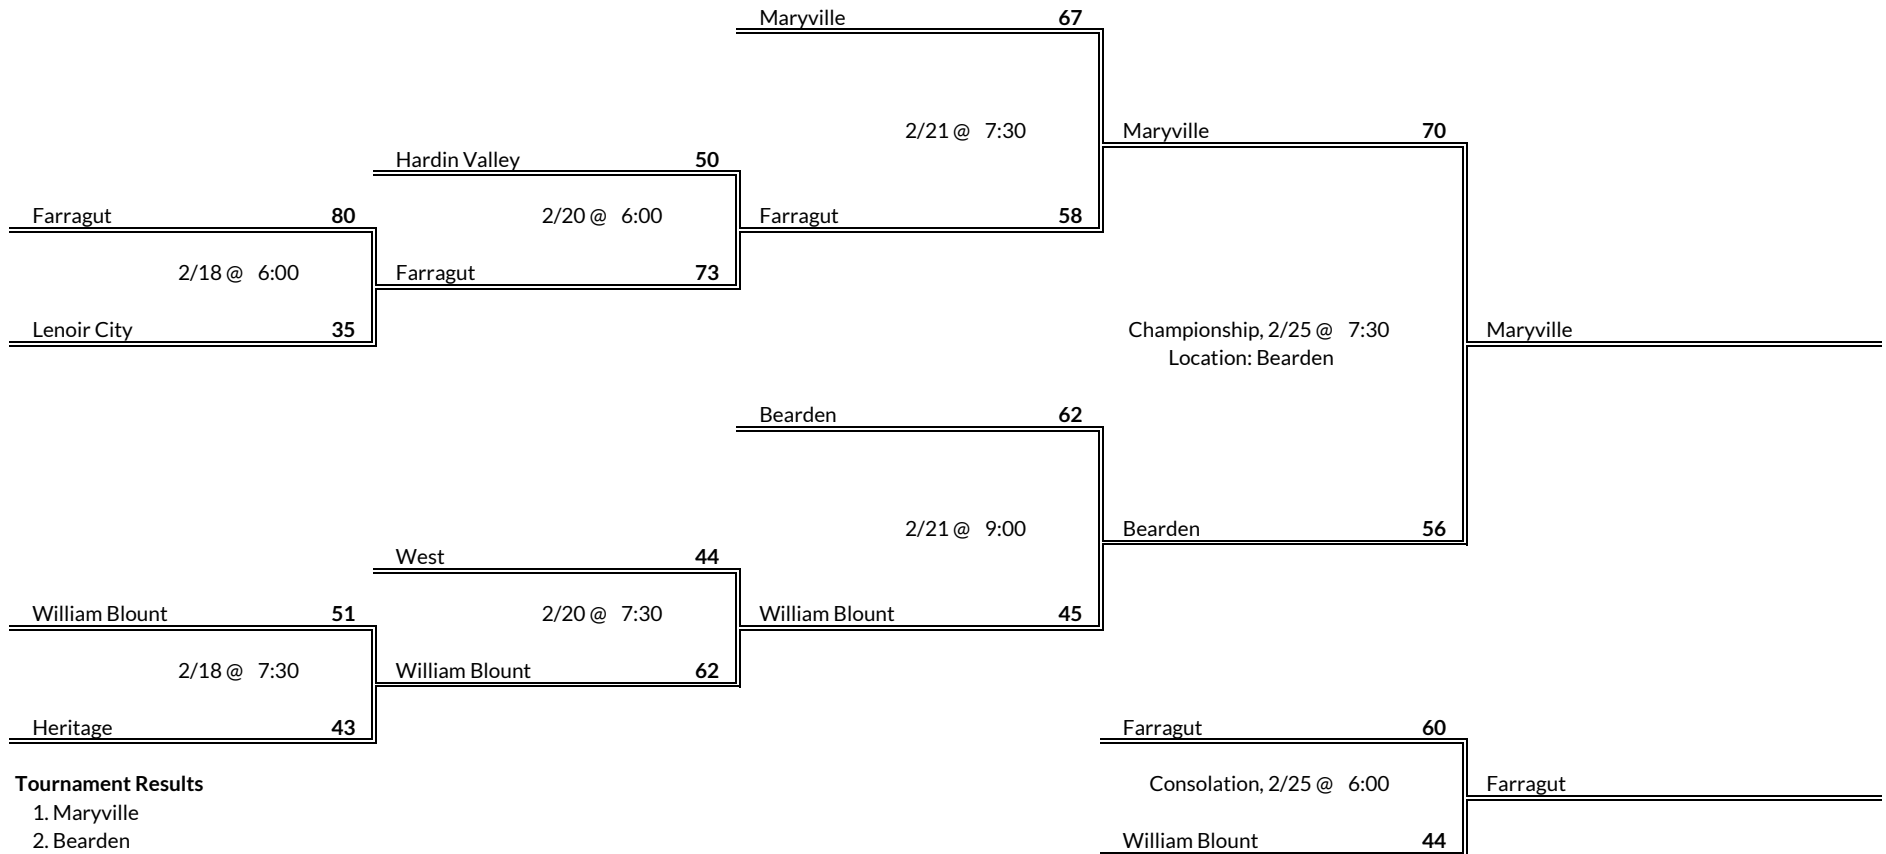 Maryville 67
2/21 @ 7:30
Maryville 70
Hardin Valley 50
Farragut 80
2/20 @ 6:00
Farragut 58
2/18 @ 6:00
Farragut 73
Lenoir City 35
Championship, 2/25 @ 7:30
Maryville
Location: Bearden
Bearden 62
2/21 @ 9:00
Bearden 56
West 44
William Blount 51
2/20 @ 7:30
William Blount 45
2/18 @ 7:30
William Blount 62
Heritage 43
Farragut 60
Tournament Results
Consolation, 2/25 @ 6:00
Farragut
1. Maryville
2. Bearden
William Blount 44